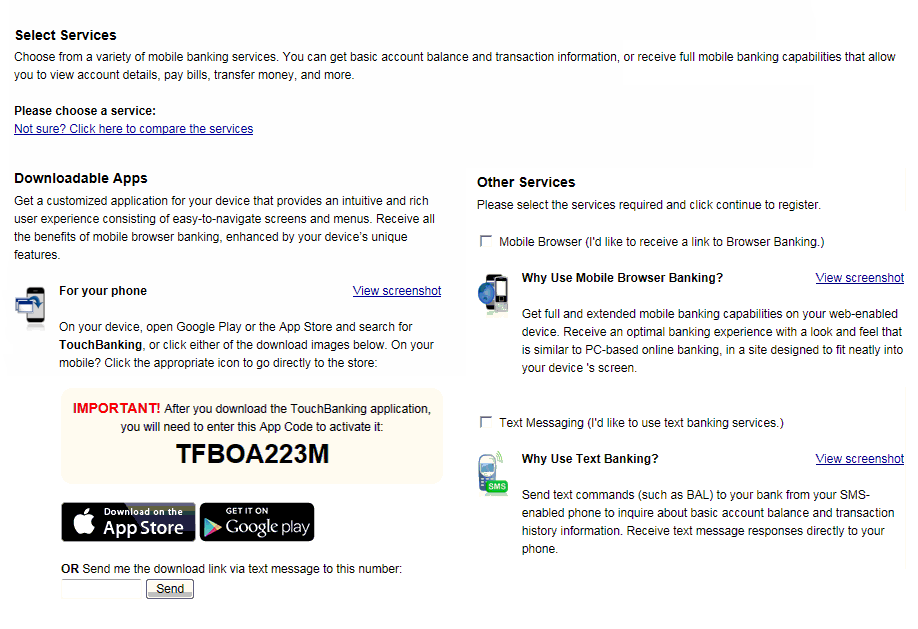 Select Services
Choose from a variety of mobile banking services. You can get basic account balance and transaction information, or receive full mobile banking capabilities that allow
you to view account details, pay bills, transfer money, and more.
Please choose a service:
Not sure? Click here to compare the services
Downloadable Apps
Get a customized application for your device that provides an intuitive and rich
user experience consisting of easy-to-navigate screens and menus. Receive all
the benefits of mobile browser banking, enhanced by your device's unique
features.
For your phone
View screenshot
On your device, open Google Play or the App Store and search for
TouchBanking, or click either of the download images below. On your
mobile? Click the appropriate icon to go directly to the store:
IMPORTANT! After you download the TouchBanking application,
you will need to enter this App Code to activate it:
TFBOA223M
Download on the
App Store
GET IT ON
Google play
OR Send me the download link via text message to this number:
Send
Other Services
Please select the services required and click continue to register.
Mobile Browser (I'd like to receive a link to Browser Banking.)
Why Use Mobile Browser Banking?
View screenshot
Get full and extended mobile banking capabilities on your web-enabled
device. Receive an optimal banking experience with a look and feel that
is similar to PC-based online banking, in a site designed to fit neatly into
your device 's screen.
Text Messaging (I'd like to use text banking services.)
Why Use Text Banking?
View screenshot
SMS
Send text commands (such as BAL) to your bank from your SMS-
enabled phone to inquire about basic account balance and transaction
history information. Receive text message responses directly to your
phone.